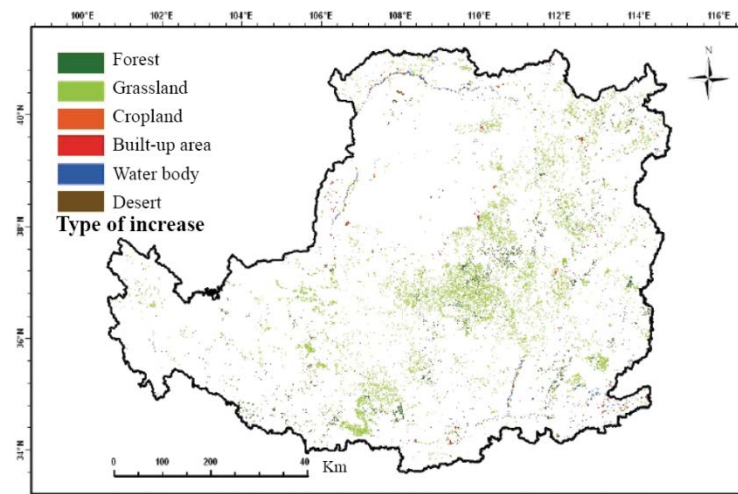 100°E 102°E 104°E 106°E 108°E 110°E 112°E 114°E 116°E
N
Forest
Grassland
Cropland
Built-up area
Water body
Desert
Type of increase
40°N
38°N
36°N
34°N
Km
0 100 200 40